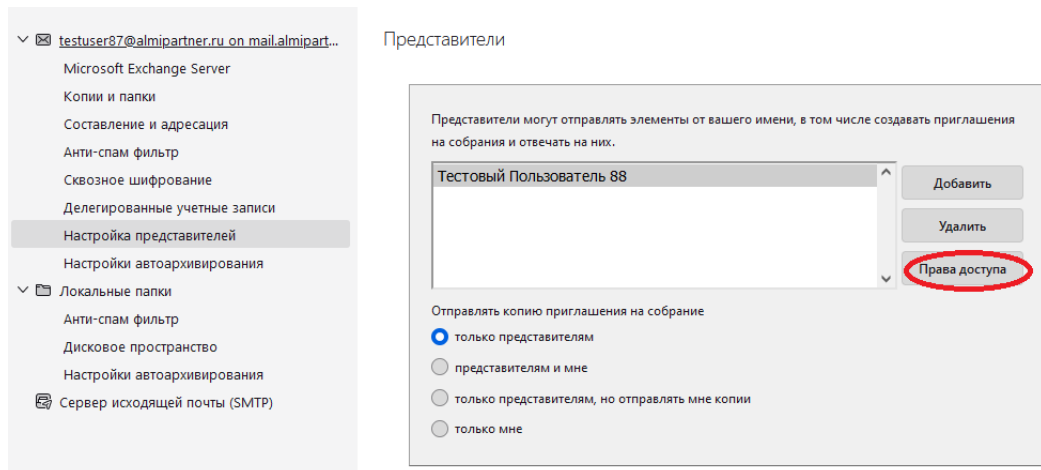 testuser87@almipartner.ru on mail.almipart...
Microsoft Exchange Server
Копии и папки
Составление и адресация
Анти-спам фильтр
Сквозное шифрование
Делегированные учетные записи
Настройка представителей
Настройки автоархивирования
Локальные папки
Анти-спам фильтр
Дисковое пространство
Настройки автоархивирования
Сервер исходящей почты (SMTP)
Представители
Представители могут отправлять элементы от вашего имени, в том числе создавать приглашения
на собрания и отвечать на них.
Тестовый Пользователь 88
Добавить
Удалить
Права доступа
Отправлять копию приглашения на собрание
только представителям
представителям и мне
только представителям, но отправлять мне копии
только мне